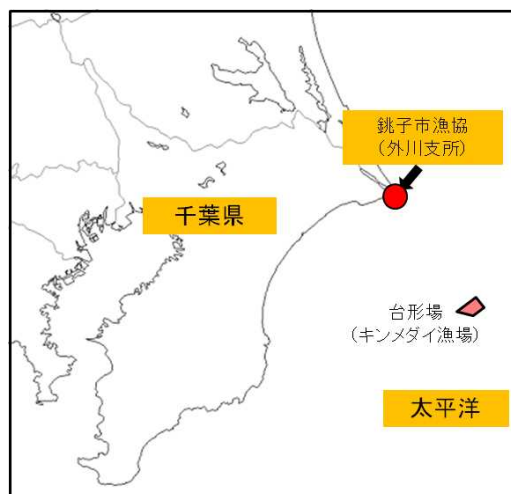 銚子市漁協
（外川支所）
千葉県
台形場
（キンメダイ漁場）
太平洋